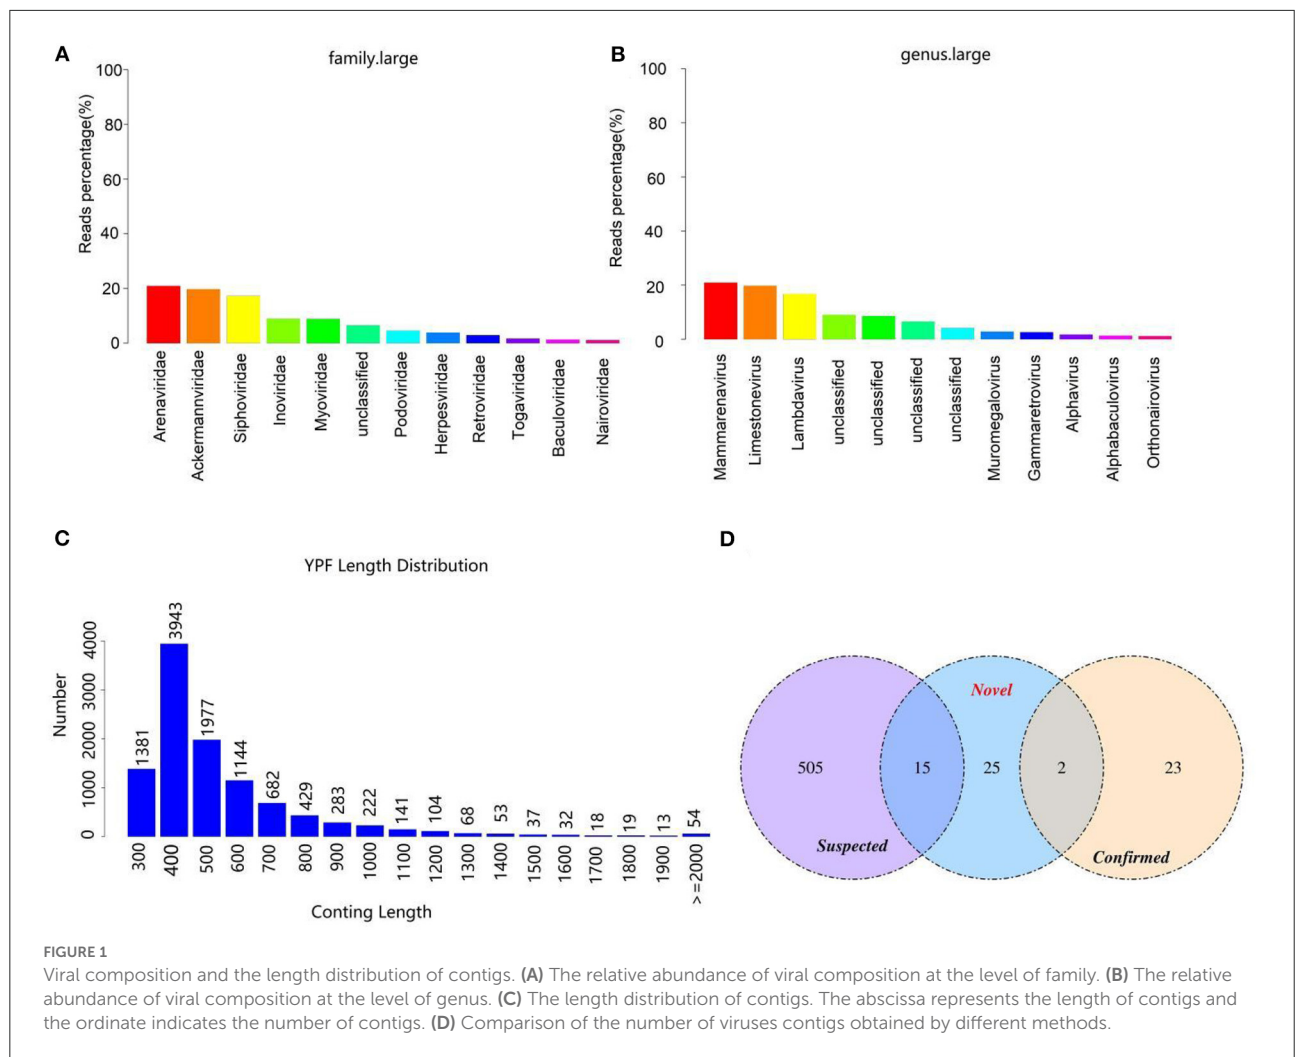 A
family.large
Reads percentage(%)
100
80
60
40
20
0
Arenaviridae
Ackermannviridae
Siphoviridae
Inoviridae
Myoviridae
unclassified
Podoviridae
Herpesviridae
Retroviridae
Togaviridae
Baculoviridae
Nairoviridae
B
genus.large
Reads percentage(%)
100
80
60
40
20
0
Mammarenavirus
Limestonevirus
Lambdavirus
unclassified
unclassified
unclassified
unclassified
Muromegalovirus
Gammaretrovirus
Alphavirus
Alphabaculovirus
Orthonairovirus
C
YPF Length Distribution
Number
4000
3000
2000
1000
0
1381
3943
1977
1144
682
429
283
222
141
104
68
53
37
32
18
19
13
54
300
400
500
600
700
800
900
1000
1100
1200
1300
1400
1500
1600
1700
1800
1900
>=2000
Conting Length
D
Novel
505
15
25
2
23
Suspected
Confirmed
FIGURE 1
Viral composition and the length distribution of contigs. (A) The relative abundance of viral composition at the level of family. (B) The relative
abundance of viral composition at the level of genus. (C) The length distribution of contigs. The abscissa represents the length of contigs and
the ordinate indicates the number of contigs. (D) Comparison of the number of viruses contigs obtained by different methods.